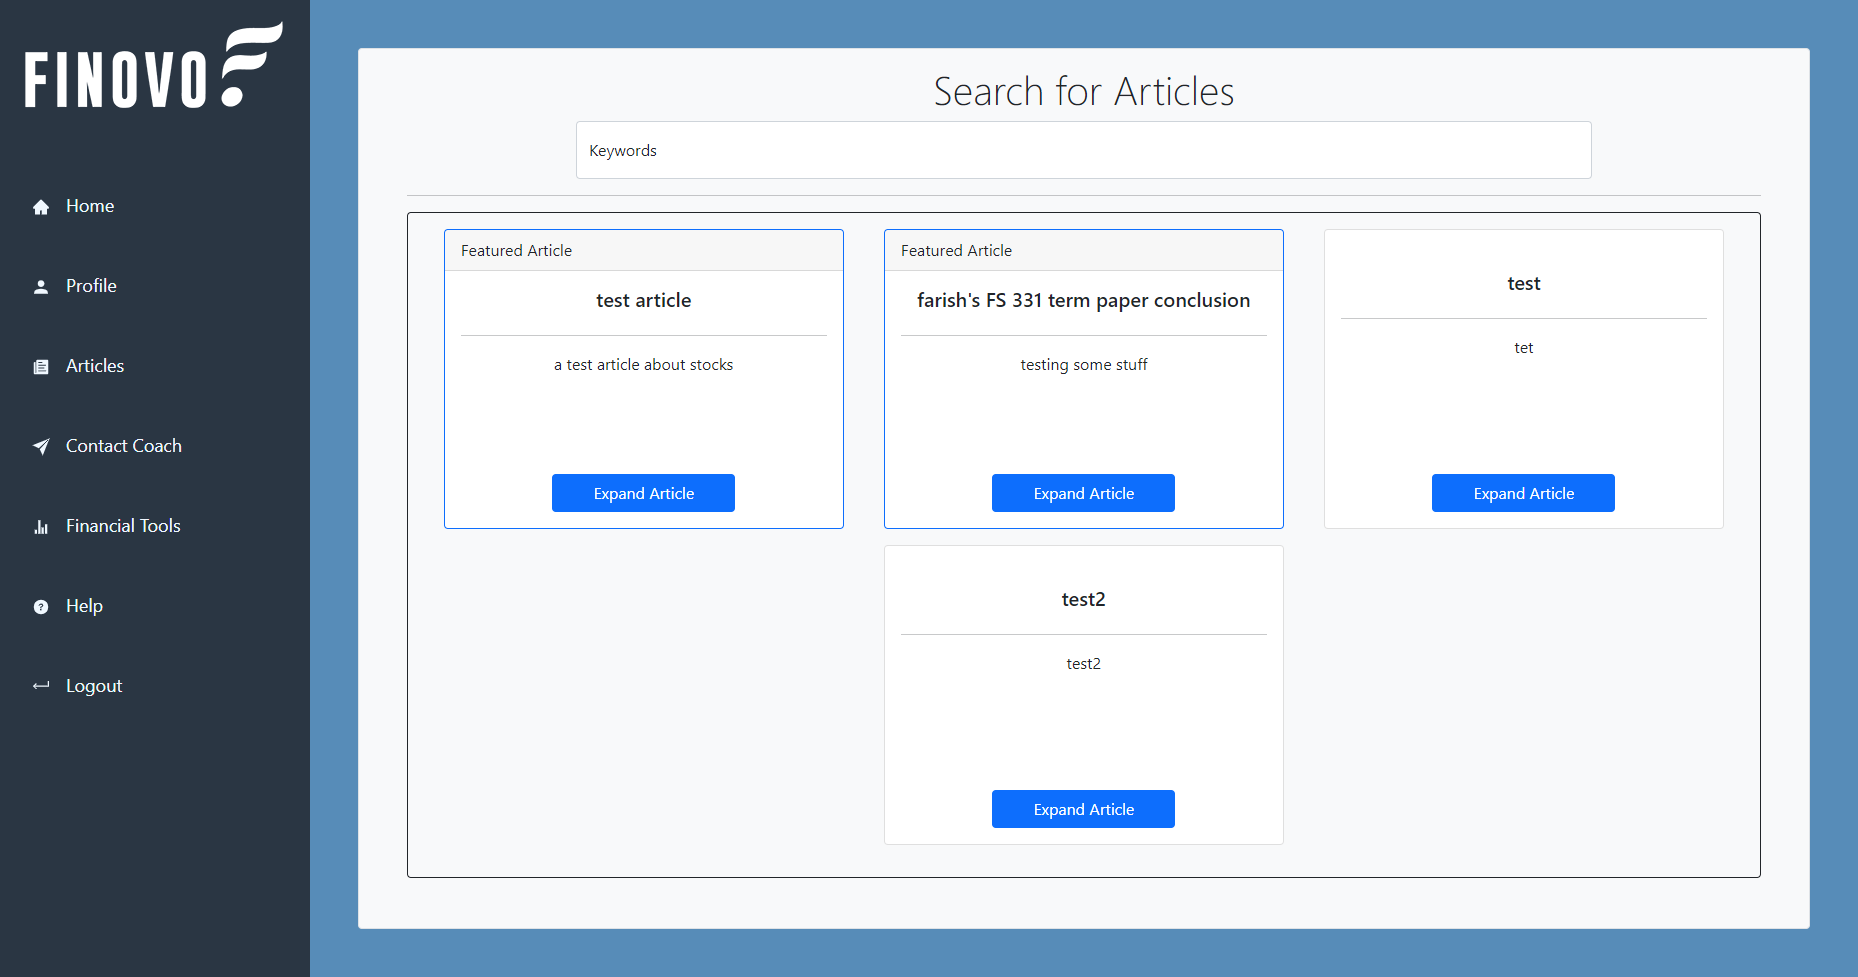 FINOVO
Home
Profile
Articles
Contact Coach
Financial Tools
Help
Logout
Search for Articles
Keywords
Featured Article
test article
a test article about stocks
Expand Article
Featured Article
farish's FS 331 term paper conclusion
testing some stuff
Expand Article
test
tet
Expand Article
test2
test2
Expand Article